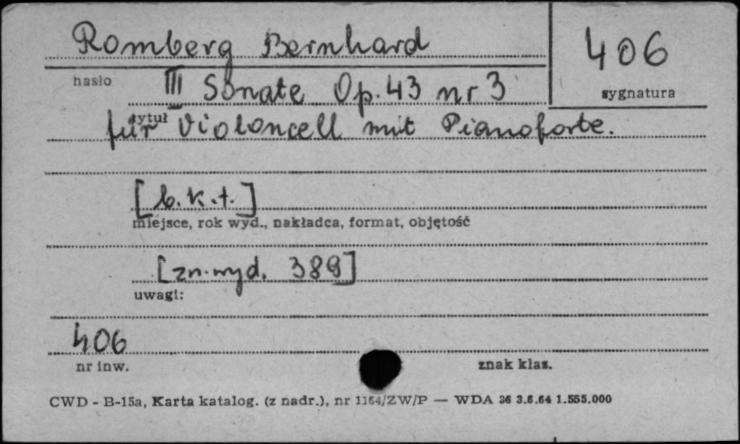 Romberg Bernhard
406
hasło
III Sonate Op. 43 nr 3
sygnatura
tytuł
für Violoncell mit Pianoforte.
[b.k.t.]
miejsce, rok wyd., nakładca, format, objętość
[zn. wyd. 389]
uwagi:
406
nr inw.
znak klas.
CWD - B-15a, Karta katalog. (z nadr.), nr 1164/ZW/P — WDA 26 3.6.64 1.555.000